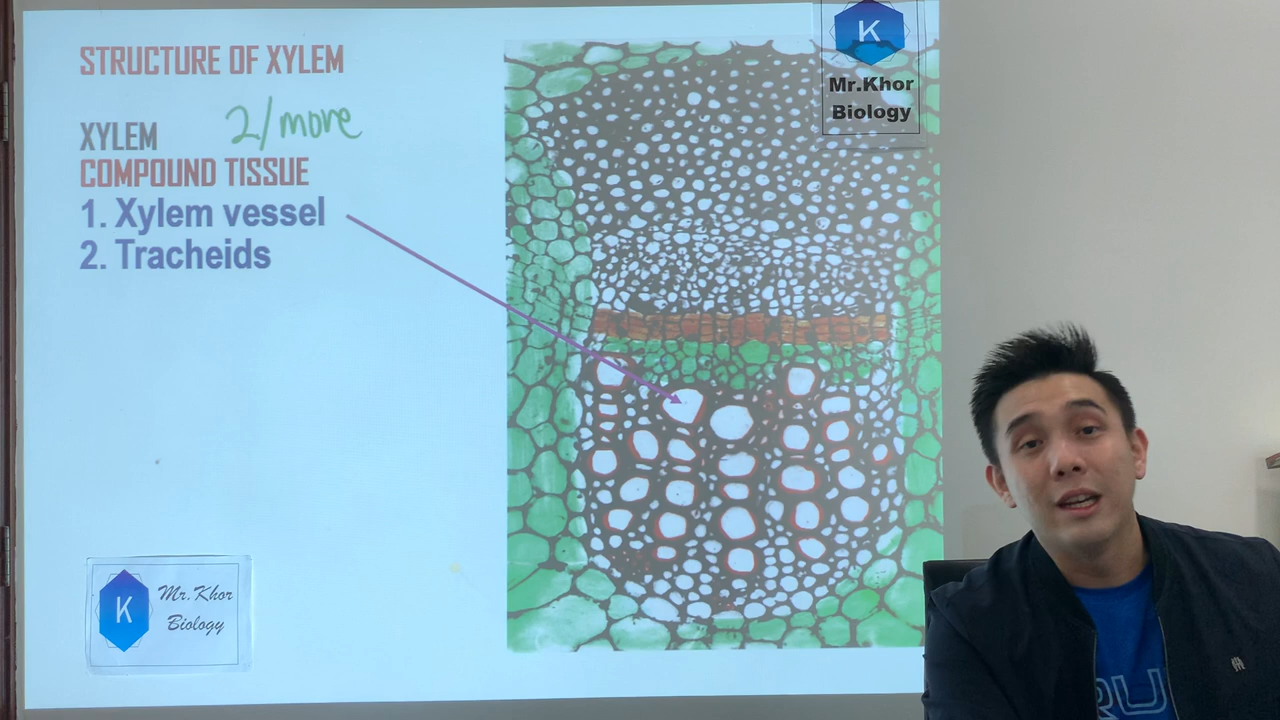 STRUCTURE OF XYLEM
XYLEM
2/more
COMPOUND TISSUE
1. Xylem vessel
2. Tracheids
K
Mr.Khor
Biology
K
Mr.Khor
Biology
RU